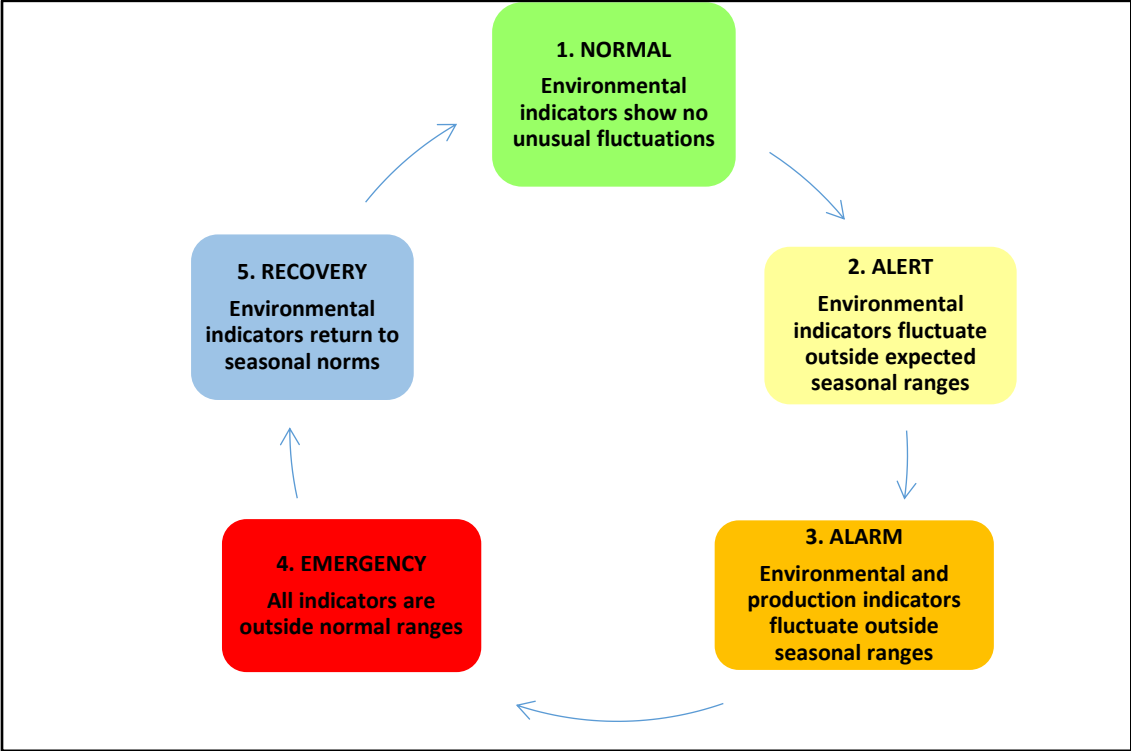 1. NORMAL
Environmental
indicators show no
unusual fluctuations
2. ALERT
Environmental
indicators fluctuate
outside expected
seasonal ranges
3. ALARM
Environmental and
production indicators
fluctuate outside
seasonal ranges
4. EMERGENCY
All indicators are
outside normal ranges
5. RECOVERY
Environmental
indicators return to
seasonal norms